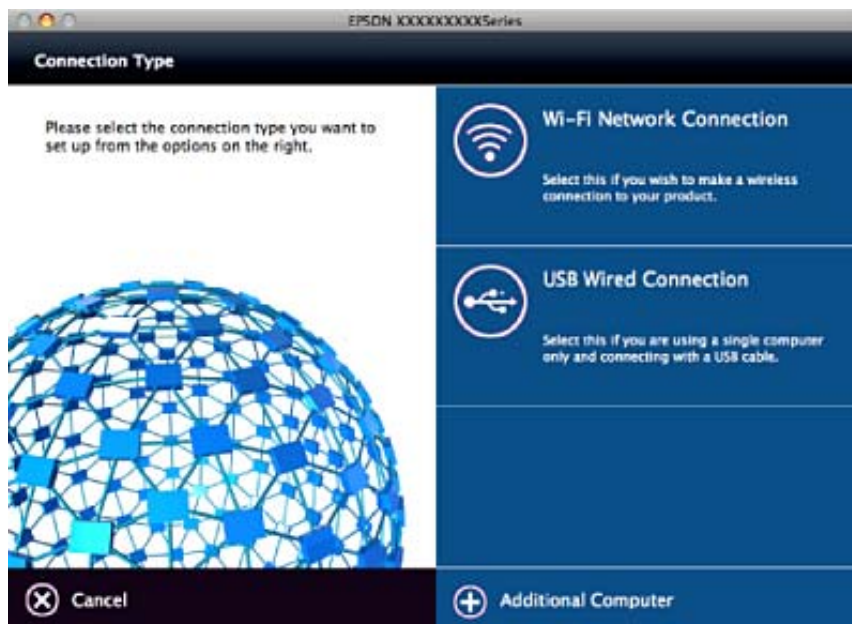 EPSON XXXXXXXXXSeries
Connection Type
Please select the connection type you want to
set up from the options on the right.
Wi-Fi Network Connection
Select this if you wish to make a wireless
connection to your product.
USB Wired Connection
Select this if you are using a single computer
only and connecting with a USB cable.
Cancel
Additional Computer